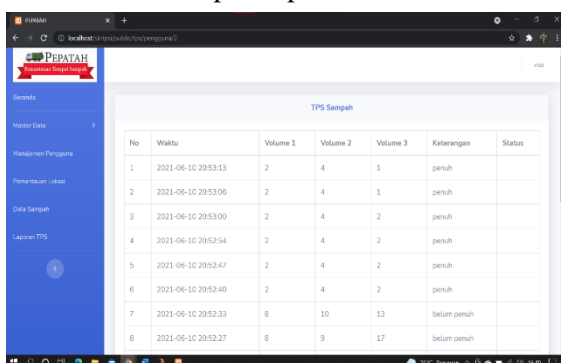 PEPATAH
localhost/skripsi/public/tps/pengguna/2
PEPATAH
Pemantauan Tempat Sampah
Beranda
Master Data
Manajemen Pengguna
Pemantauan Lokasi
Data Sampah
Laporan TPS
TPS Sampah
No Waktu Volume 1 Volume 2 Volume 3 Keterangan Status
1 2021-06-10 20:53:13 2 4 1 penuh
2 2021-06-10 20:53:06 2 4 1 penuh
3 2021-06-10 20:53:00 2 4 2 penuh
4 2021-06-10 20:52:54 2 4 2 penuh
5 2021-06-10 20:52:47 2 4 2 penuh
6 2021-06-10 20:52:40 2 4 2 penuh
7 2021-06-10 20:52:33 8 10 13 belum penuh
8 2021-06-10 20:52:27 8 9 17 belum penuh